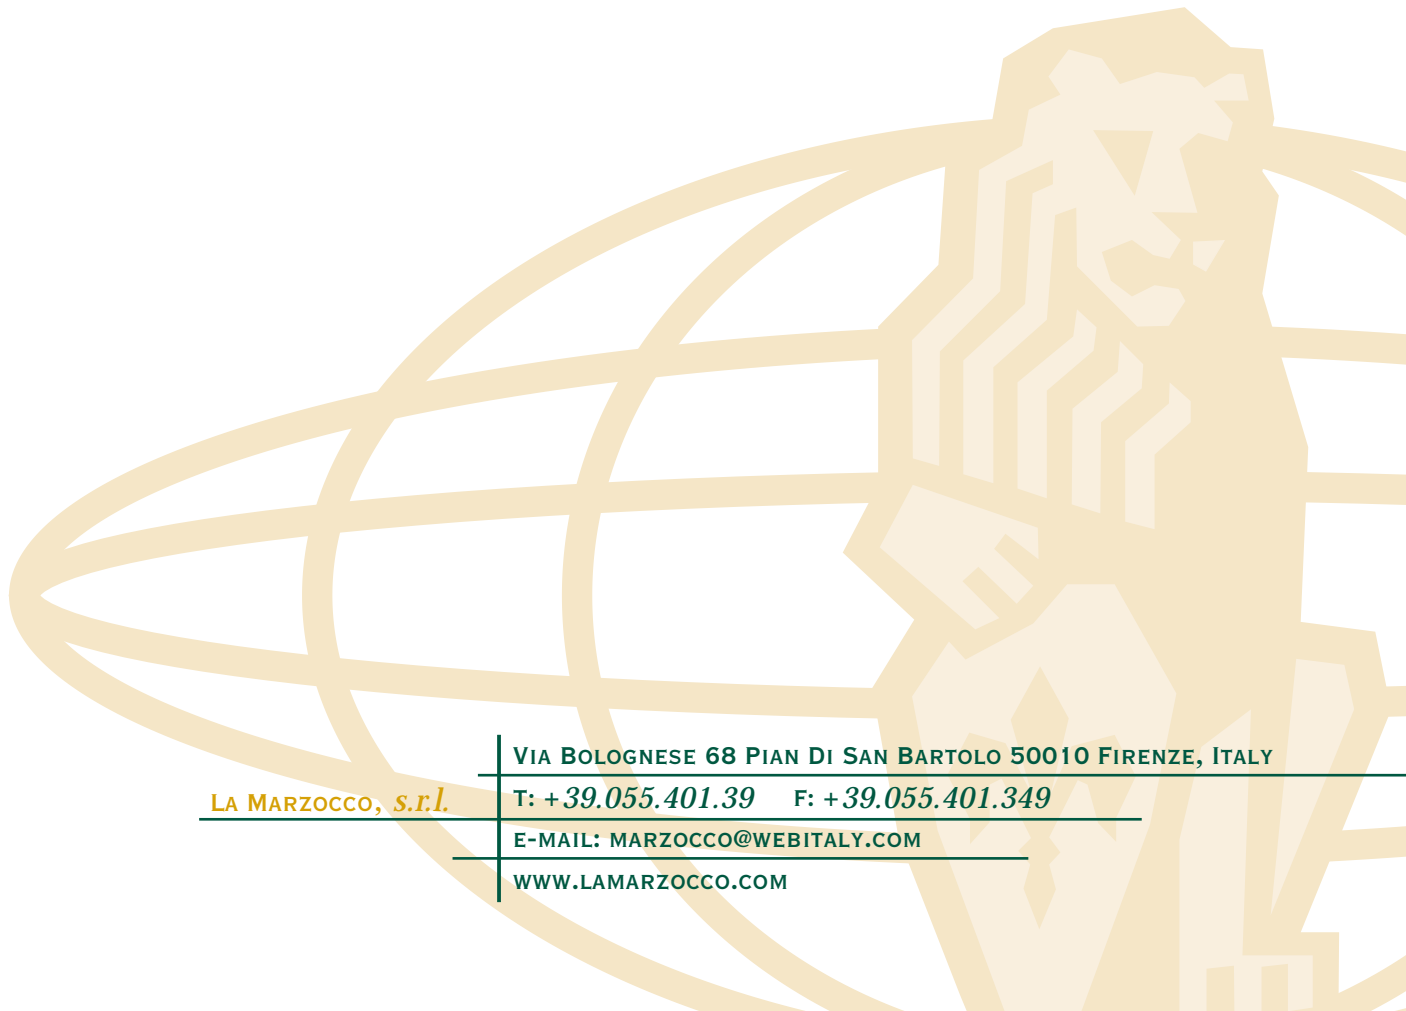 Via Bolognese 68 Pian Di San Bartolo 50010 Firenze, Italy
La Marzocco, s.r.l.
T: +39.055.401.39 F: +39.055.401.349
e-mail: marzocco@webitaly.com
www.lamarzocco.com